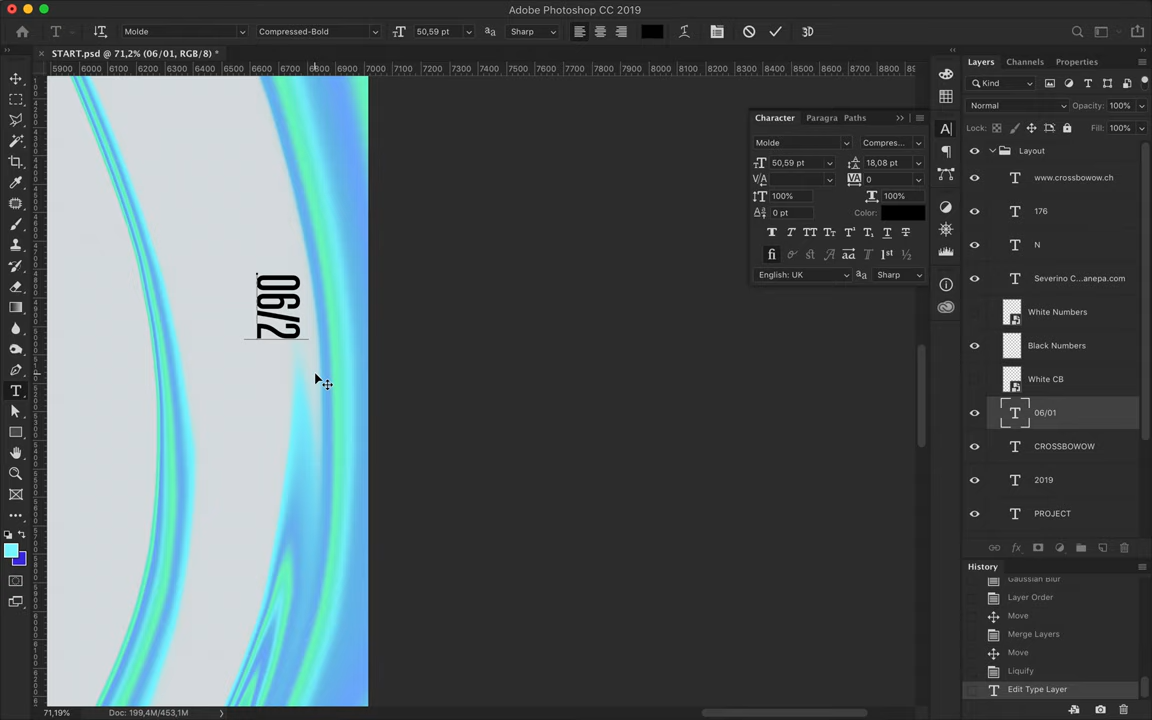 Adobe Photoshop CC 2019
Molde Compressed-Bold 50,59 pt Sharp 3D
START.psd @ 71,2% (06/01, RGB/8) *
5900 6000 6100 6200 6300 6400 6500 6600 6700 6800 6900 7000 7100 7200 7300 7400 7500 7600 7700 7800 7900 8000 8100 8200 8300 8400 8500 8600 8700 8800
06/2
Character Paragra Paths
Molde Compres...
50,59 pt 18,08 pt
0
100% 100%
0 pt Color:
English: UK Sharp
Layers Channels Properties
Kind
Normal Opacity: 100%
Lock: Fill: 100%
Layout
www.crossbowow.ch
176
N
Severino C...anepa.com
White Numbers
Black Numbers
White CB
06/01
CROSSBOWOW
2019
PROJECT
History
Gaussian Blur
Layer Order
Move
Merge Layers
Move
Liquify
Edit Type Layer
71,19% Doc: 199,4M/453,1M